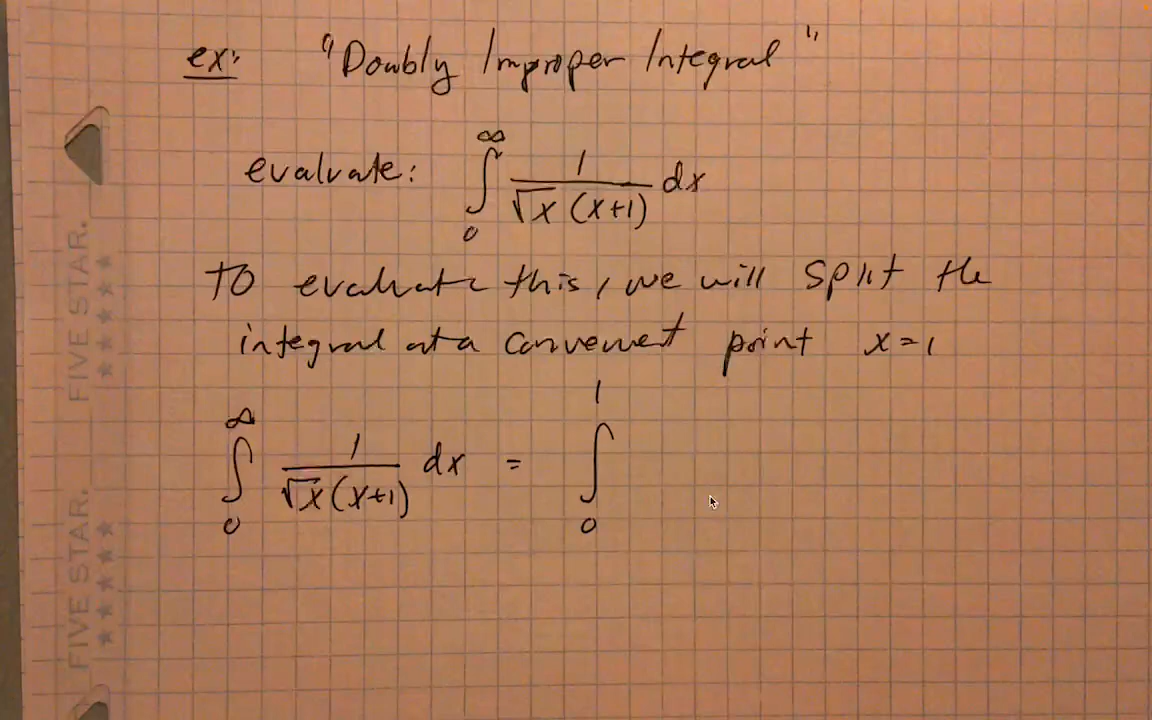 ex: "Doubly Improper Integral"
evaluate: ∫₀^∞ 1/(√x (x+1)) dx
To evaluate this, we will split the
integral at a convenient point x=1
∫₀^∞ 1/(√x (x+1)) dx = ∫₀^1
FIVE STAR.
FIVE STAR.